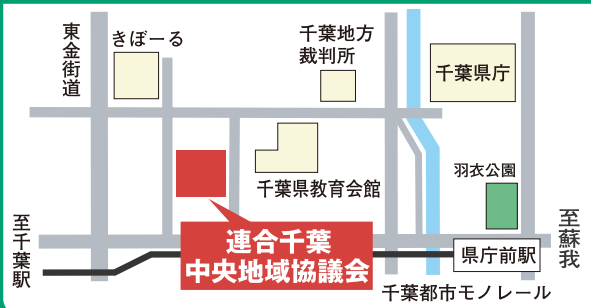 東金街道
きぼーる
千葉地方
裁判所
千葉県庁
千葉県教育会館
羽衣公園
至千葉駅
連合千葉
中央地域協議会
県庁前駅
至蘇我
千葉都市モノレール